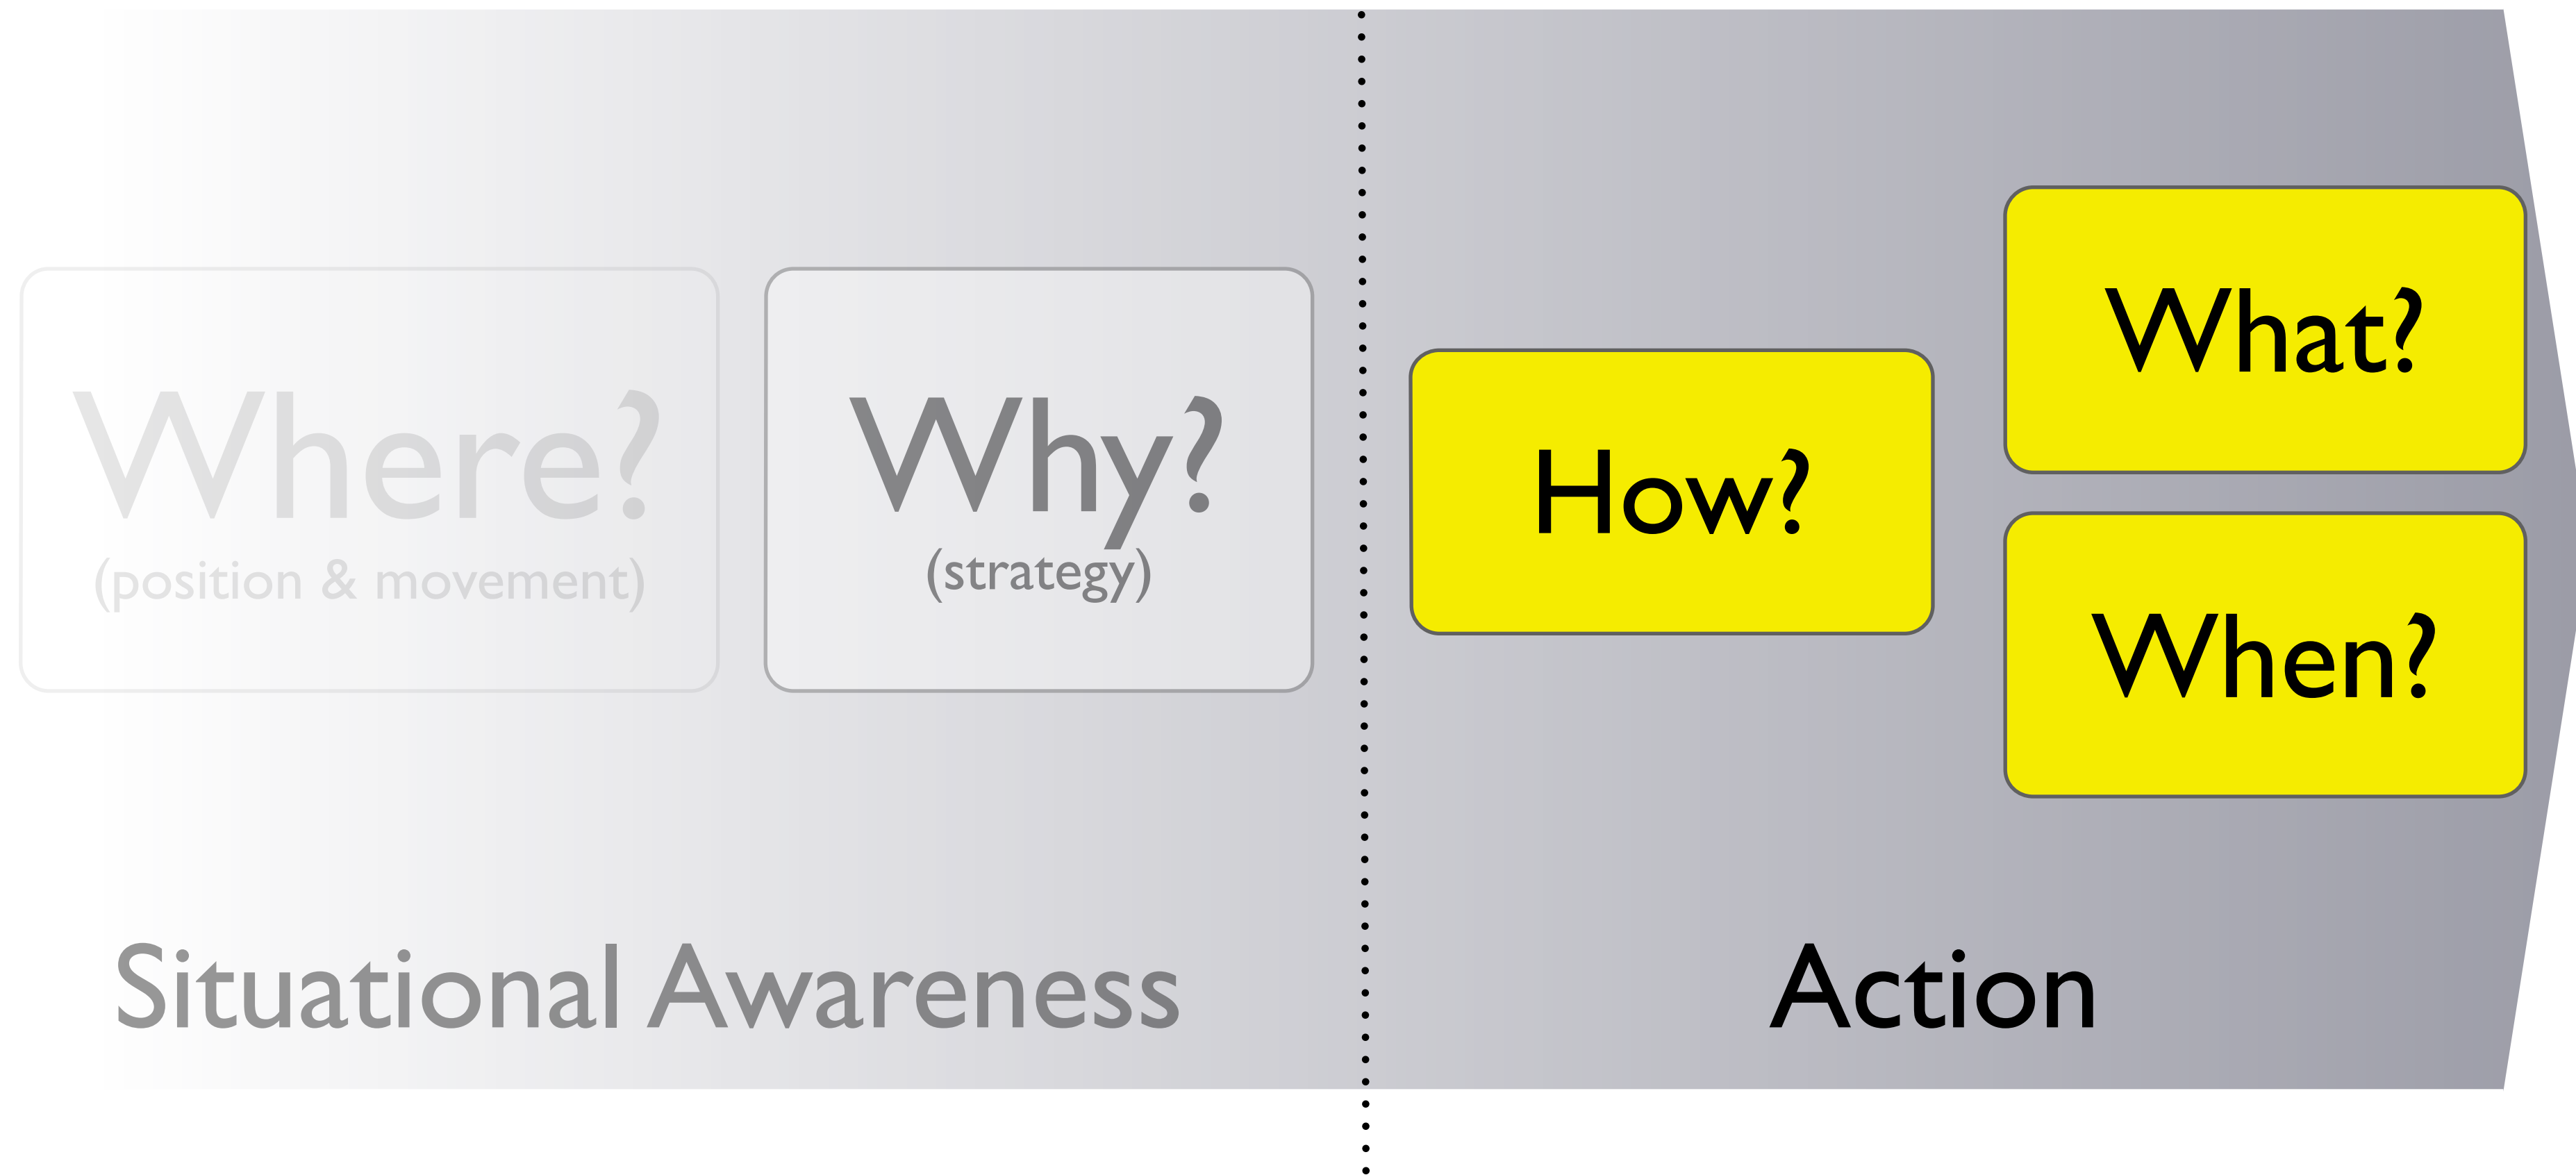 Where?
(position & movement)
Why?
(strategy)
How?
What?
When?
Situational Awareness
Action